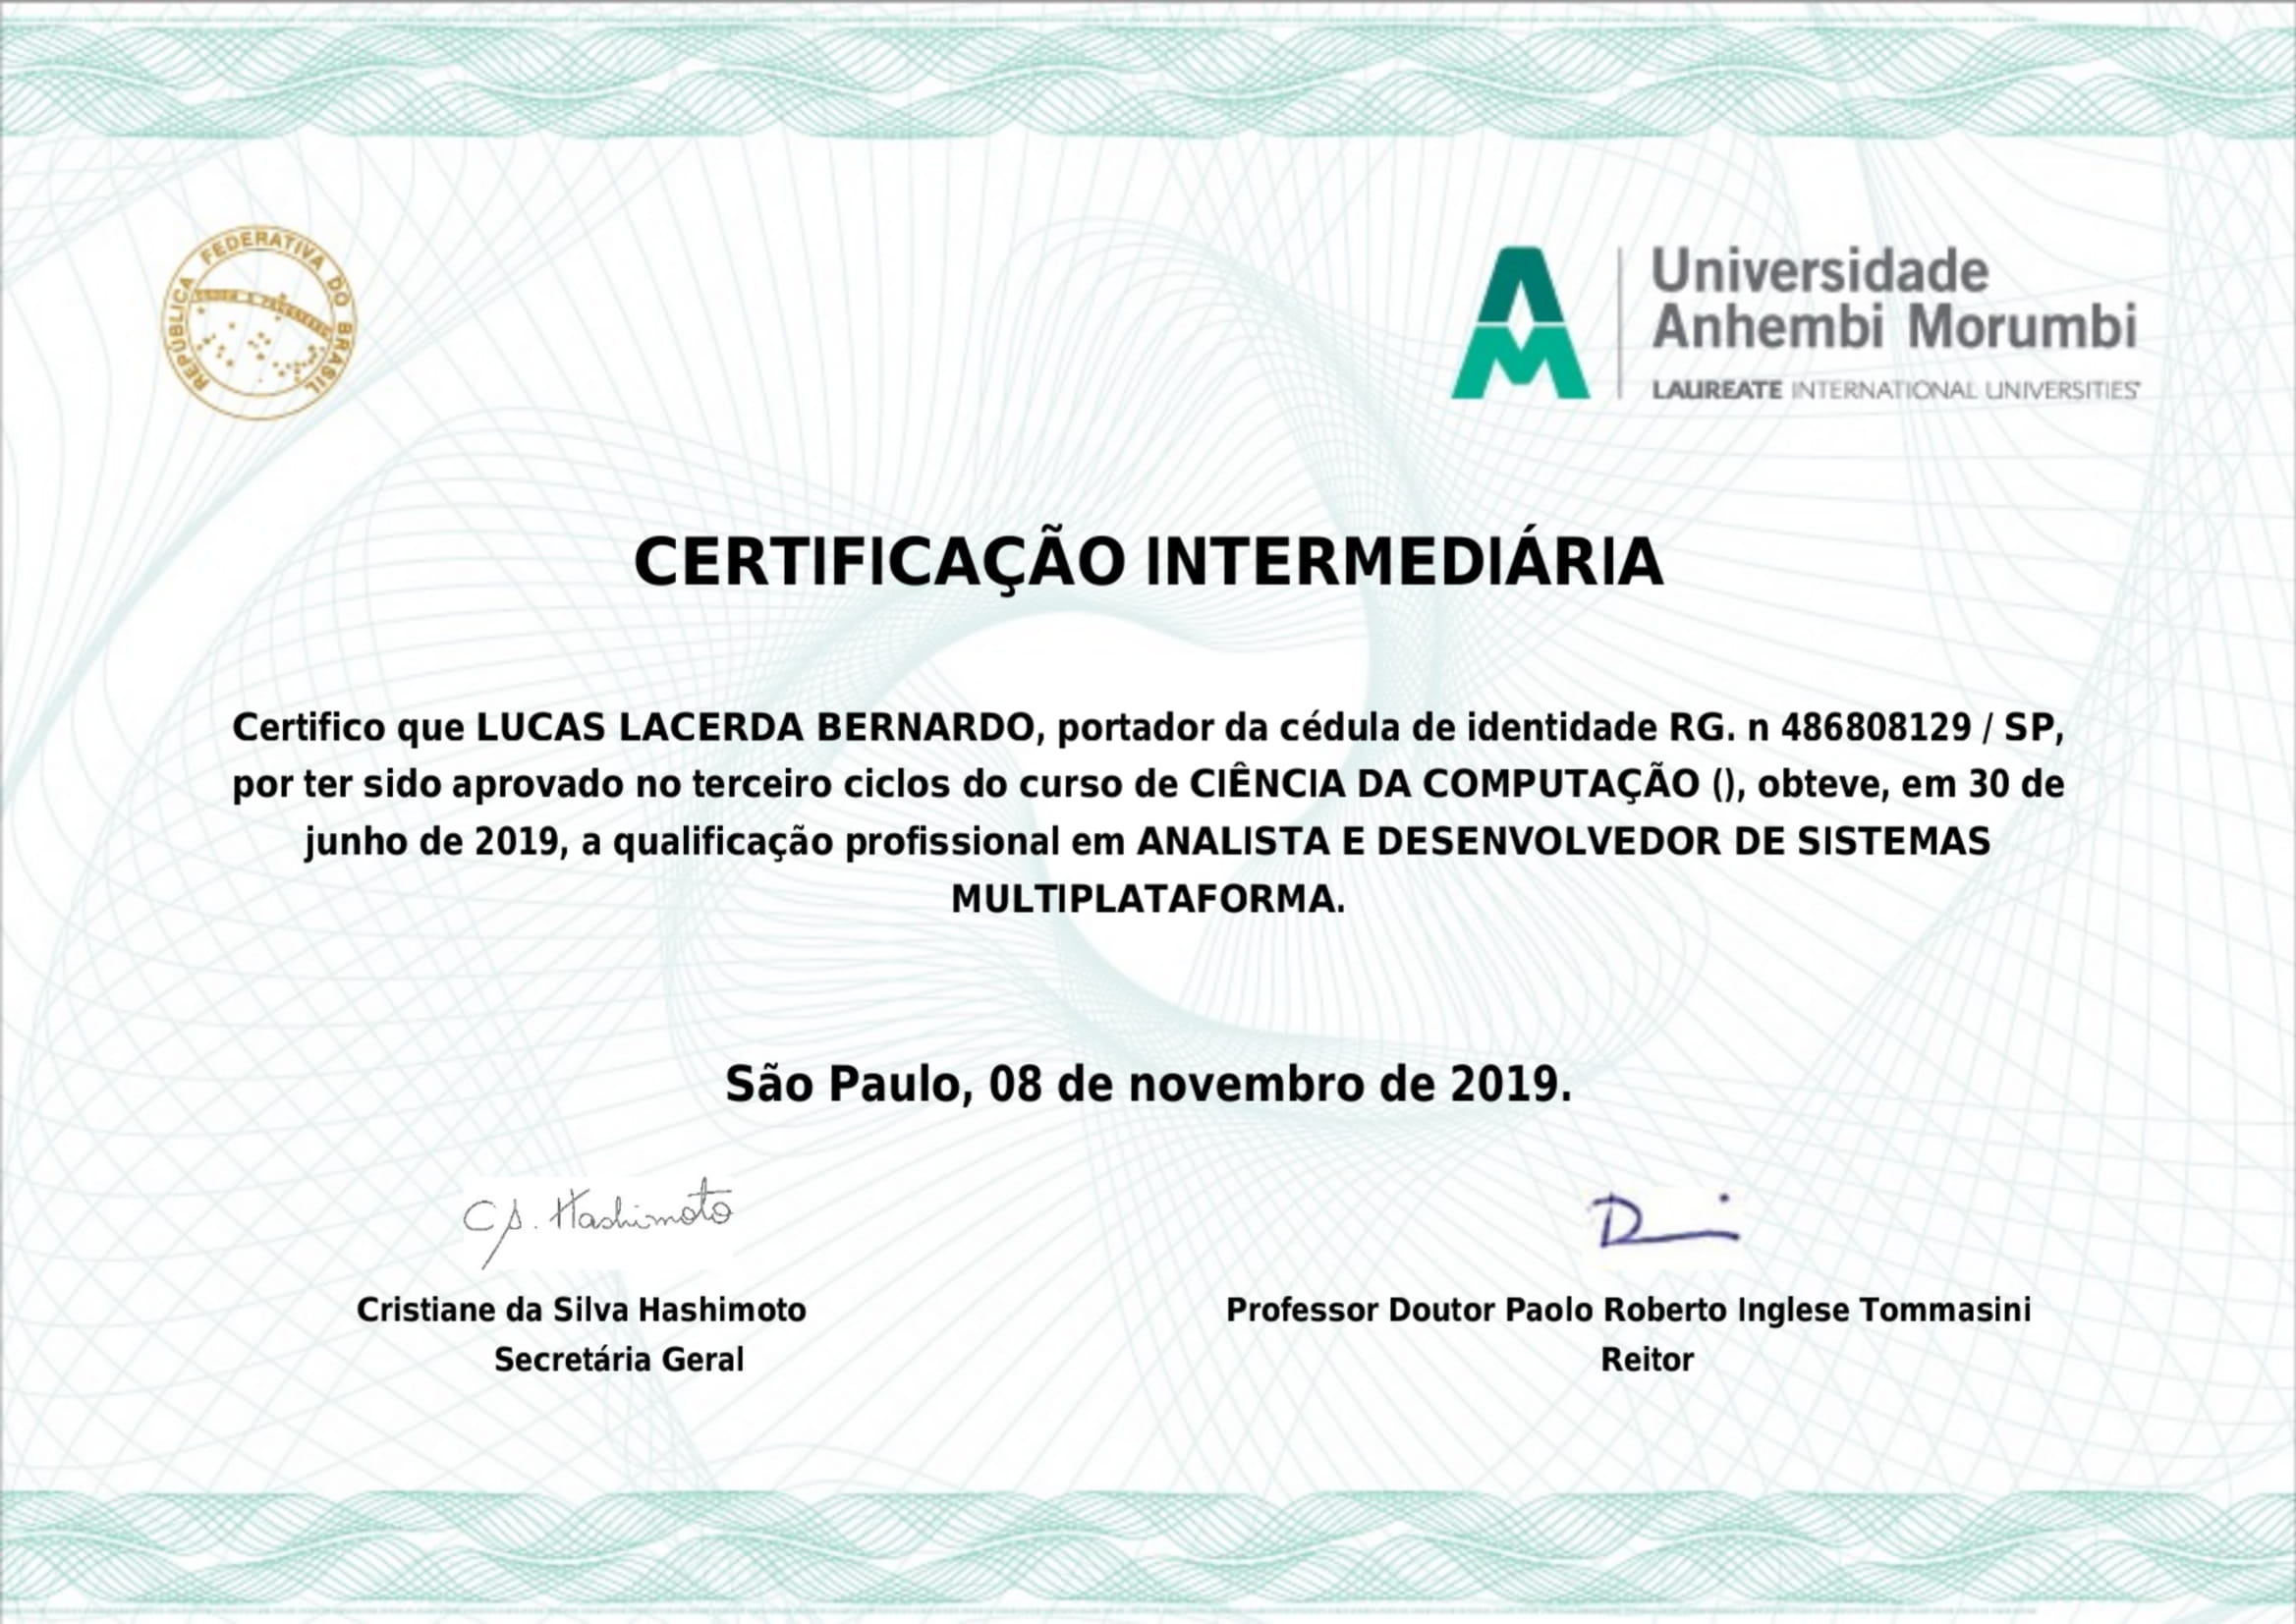 REPÚBLICA FEDERATIVA DO BRASIL
ORDEM E PROGRESSO
Universidade
Anhembi Morumbi
LAUREATE INTERNATIONAL UNIVERSITIES
CERTIFICAÇÃO INTERMEDIÁRIA
Certifico que LUCAS LACERDA BERNARDO, portador da cédula de identidade RG. n 486808129 / SP,
por ter sido aprovado no terceiro ciclos do curso de CIÊNCIA DA COMPUTAÇÃO (), obteve, em 30 de
junho de 2019, a qualificação profissional em ANALISTA E DESENVOLVEDOR DE SISTEMAS
MULTIPLATAFORMA.
São Paulo, 08 de novembro de 2019.
C.S. Hashimoto
Cristiane da Silva Hashimoto
Secretária Geral
Professor Doutor Paolo Roberto Inglese Tommasini
Reitor